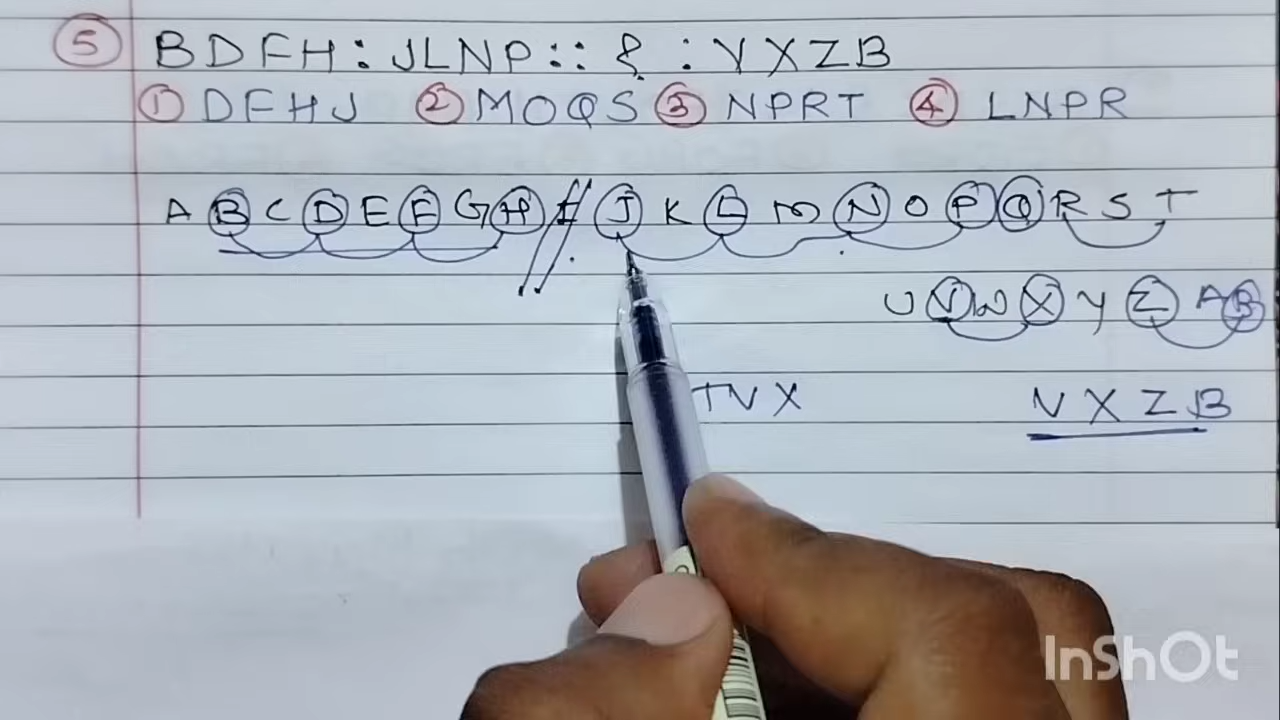 5 BDFH : JLNP :: ? : VXZB
1 DFHJ 2 MOQS 3 NPRT 4 LNPR
A B C D E F G H I // J K L M N O P Q R S T
U V W X Y Z A B
TVX VXZB
InShOt